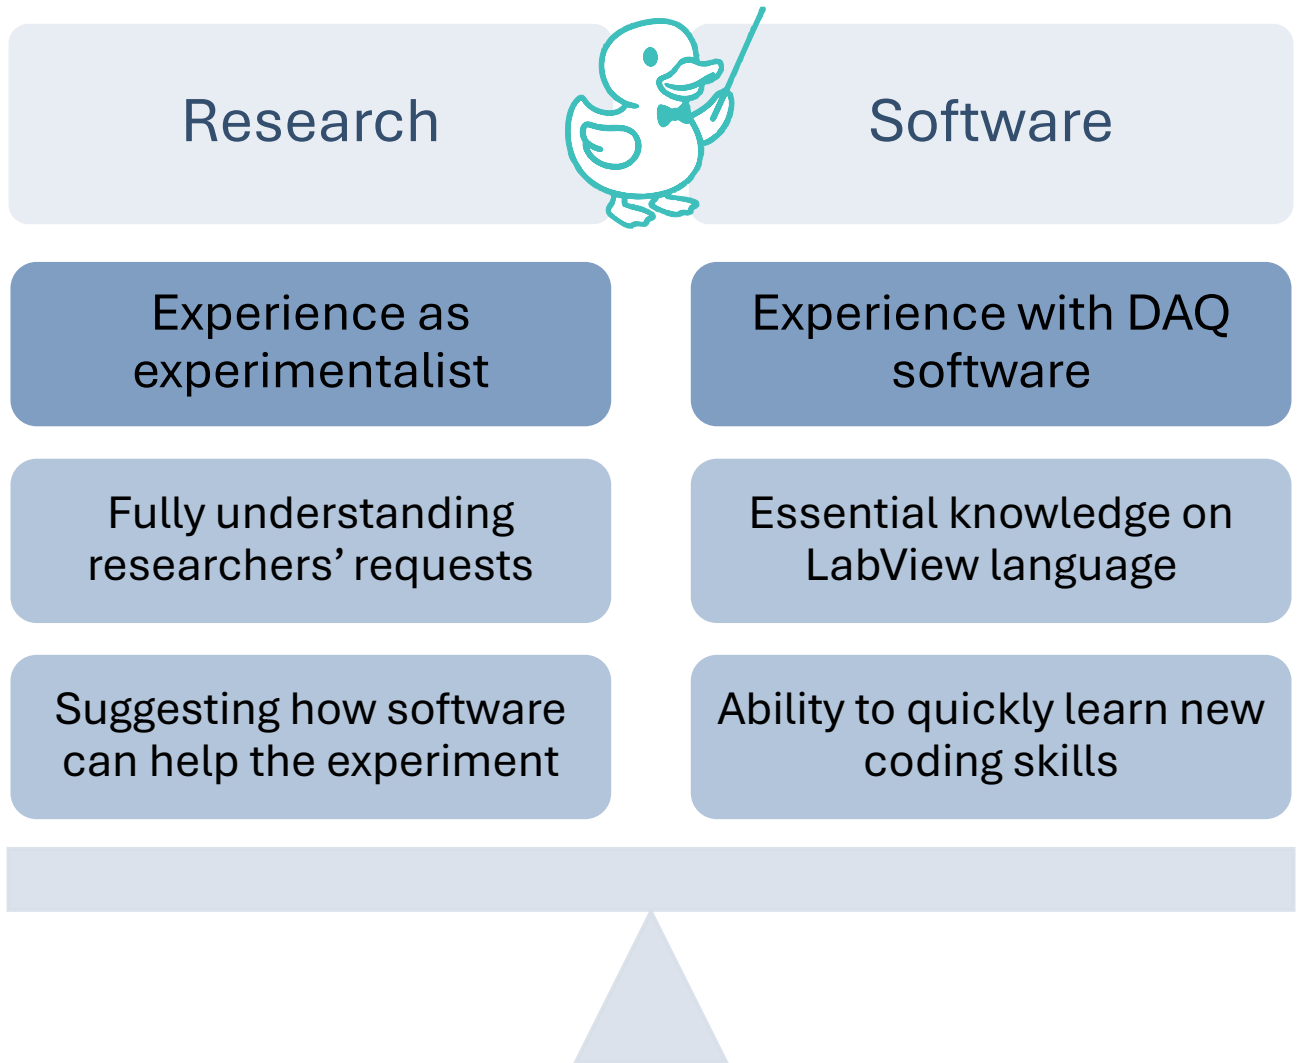 Research
Software
Experience as
experimentalist
Experience with DAQ
software
Fully understanding
researchers’ requests
Essential knowledge on
LabView language
Suggesting how software
can help the experiment
Ability to quickly learn new
coding skills